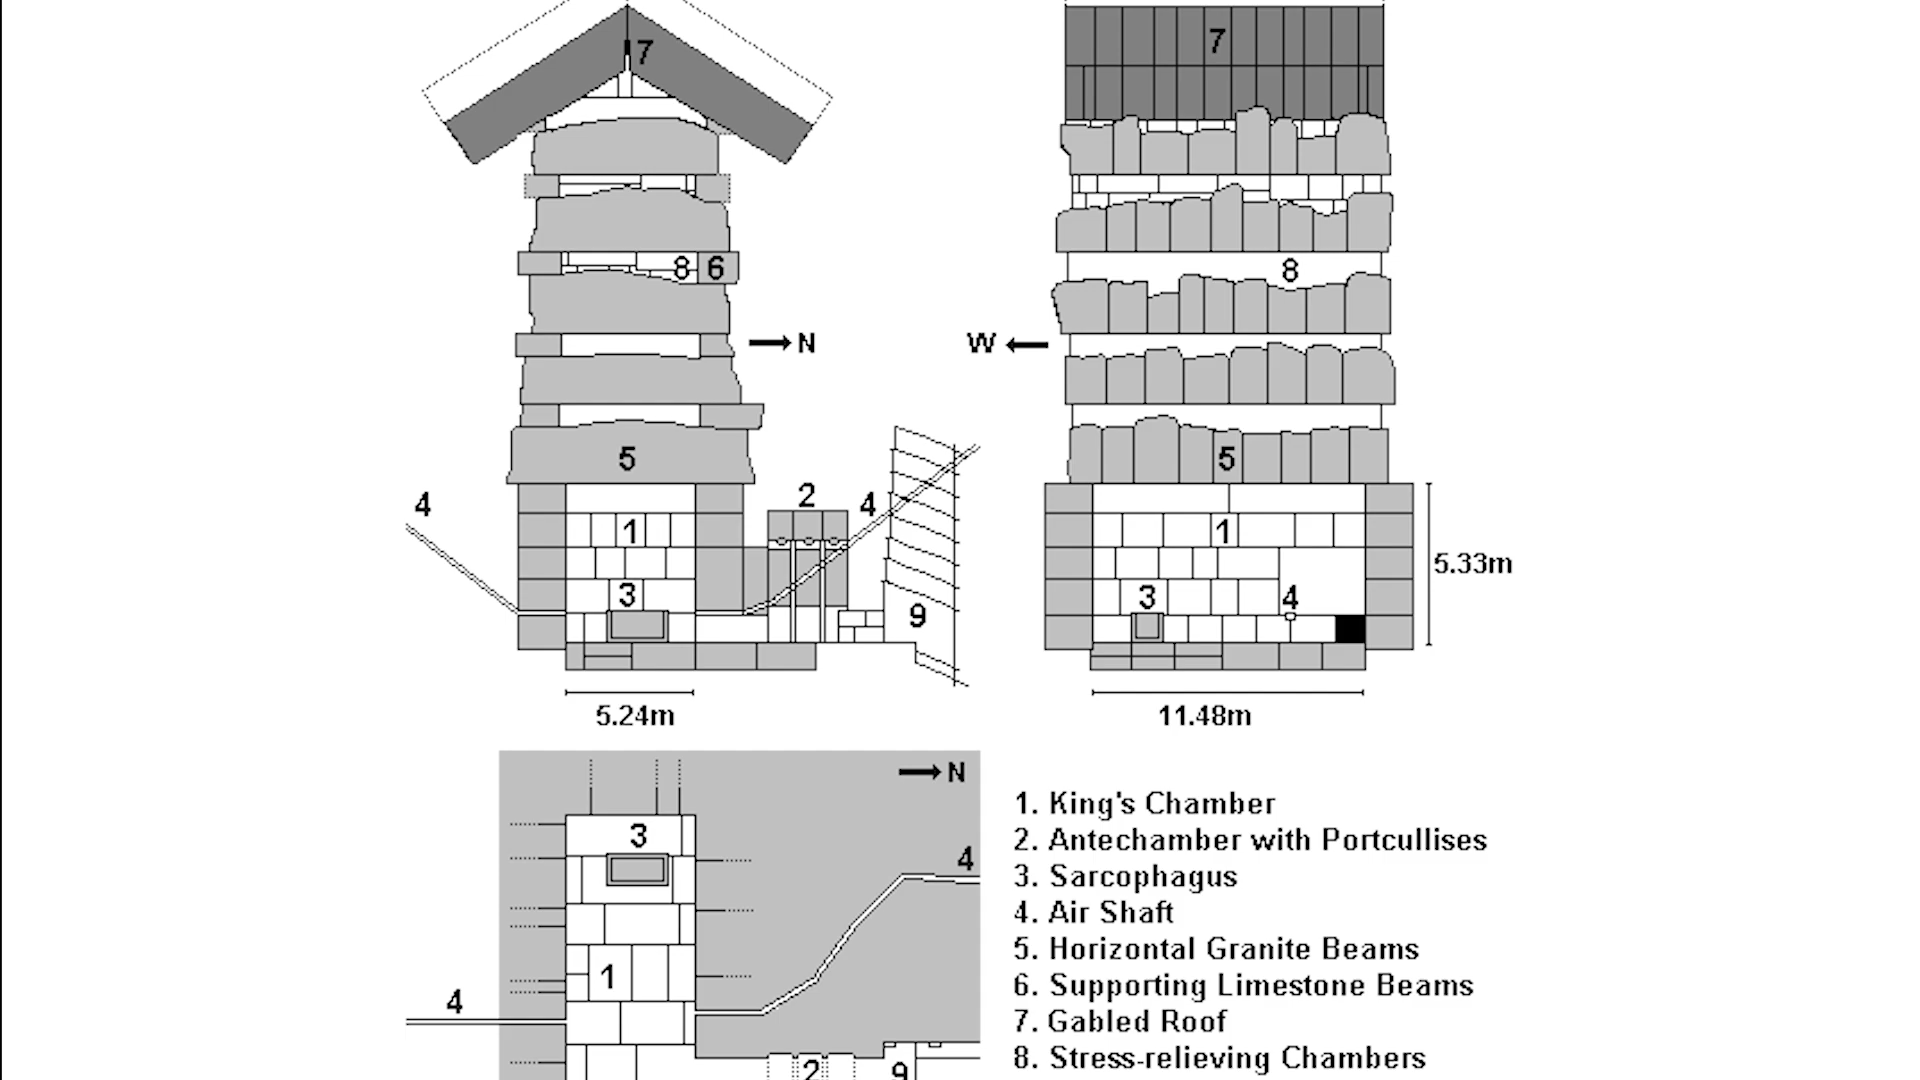 7
7
8 6
8
N
W
5
5
4
2
4
1
1
5.33m
3
3
4
9
5.24m
11.48m
N
3
4
1
4
2
9
1. King's Chamber
2. Antechamber with Portcullises
3. Sarcophagus
4. Air Shaft
5. Horizontal Granite Beams
6. Supporting Limestone Beams
7. Gabled Roof
8. Stress-relieving Chambers